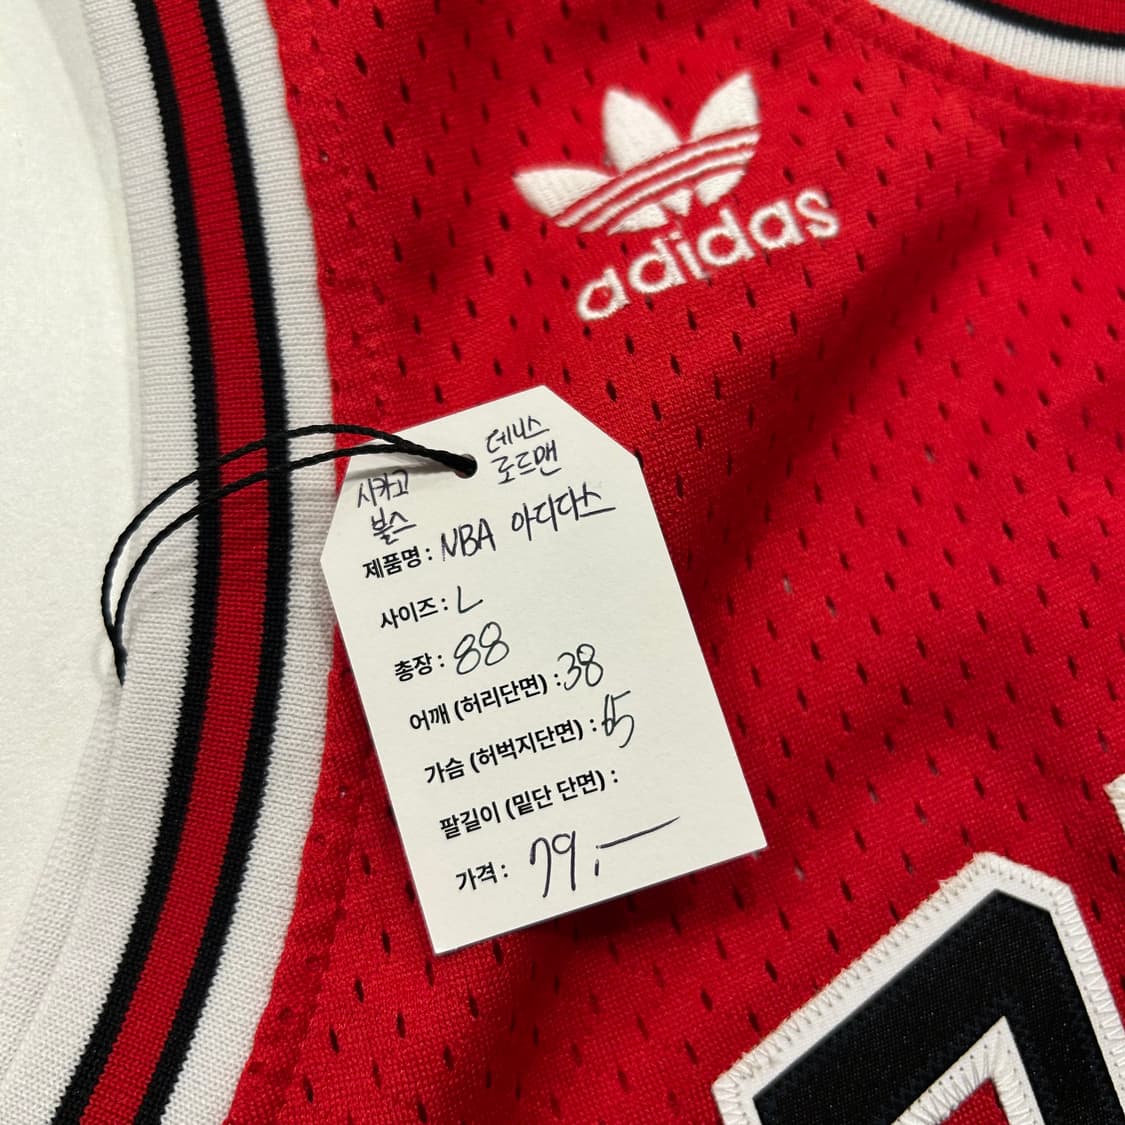 adidas
데니스
로드맨
시카고
불스
제품명 : NBA 아디다스
사이즈 : L
총장 : 88
어깨 (허리단면) : 38
가슴 (허벅지단면) : 65
팔길이 (밑단 단면) :
가격 : 79,—